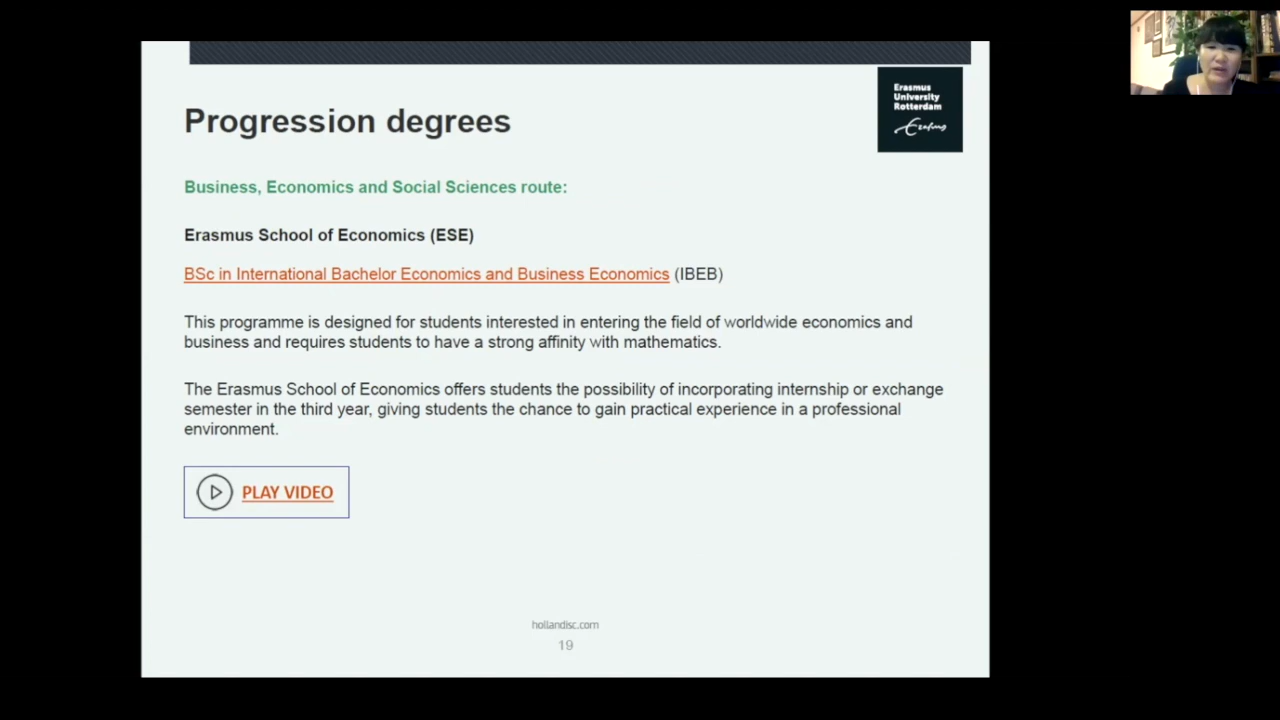 Erasmus
University
Rotterdam
Erasmus
Progression degrees
Business, Economics and Social Sciences route:
Erasmus School of Economics (ESE)
BSc in International Bachelor Economics and Business Economics (IBEB)
This programme is designed for students interested in entering the field of worldwide economics and
business and requires students to have a strong affinity with mathematics.
The Erasmus School of Economics offers students the possibility of incorporating internship or exchange
semester in the third year, giving students the chance to gain practical experience in a professional
environment.
PLAY VIDEO
hollandisc.com
19